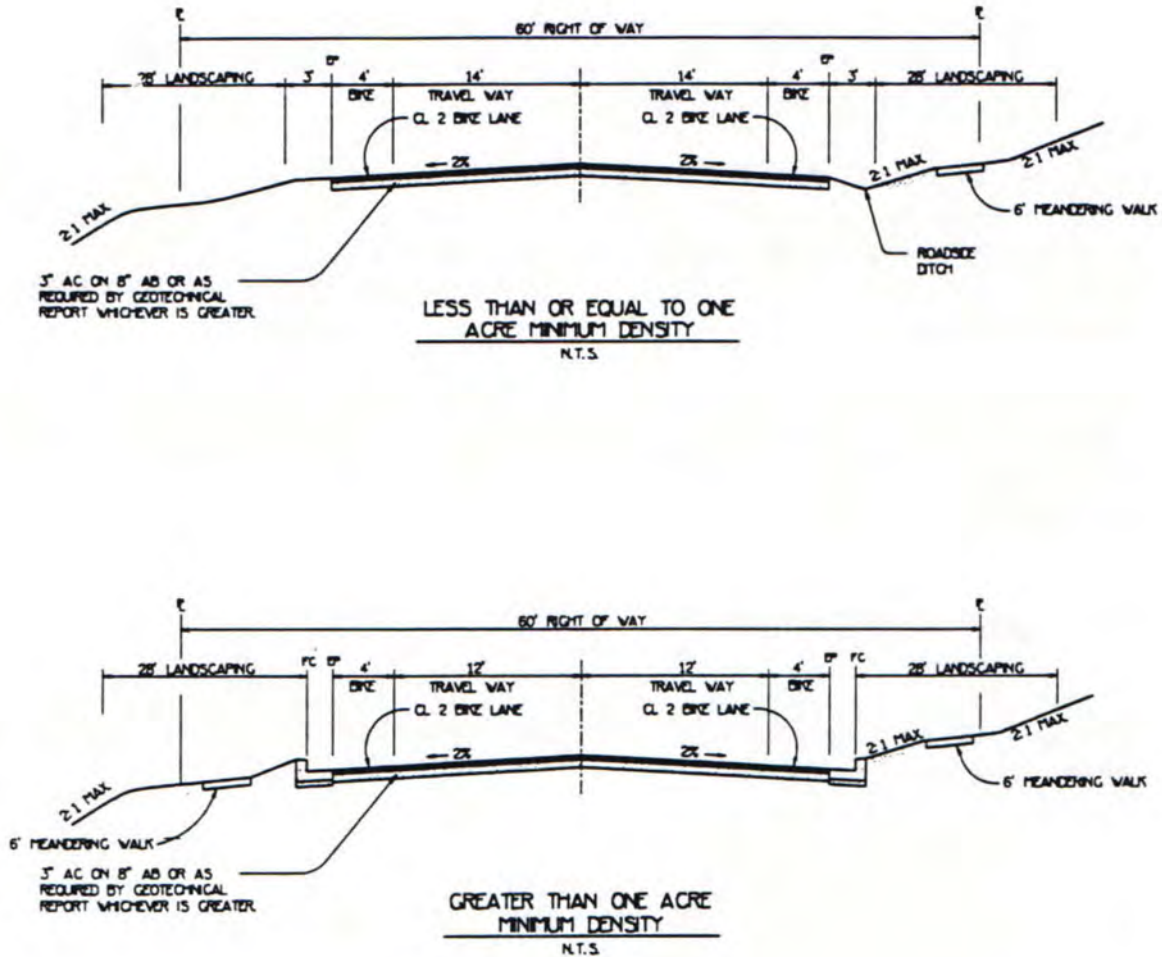 ℄ ℄
60' RIGHT OF WAY
EP EP
28' LANDSCAPING 3' 4' 14' 14' 4' 3' 28' LANDSCAPING
BIKE TRAVEL WAY TRAVEL WAY BIKE
CL 2 BIKE LANE CL 2 BIKE LANE
2% 2%
2:1 MAX 2:1 MAX 2:1 MAX
6' MEANDERING WALK
ROADSIDE
DITCH
3" AC ON 8" AB OR AS
REQUIRED BY GEOTECHNICAL
REPORT WHICHEVER IS GREATER.
LESS THAN OR EQUAL TO ONE
ACRE MINIMUM DENSITY
N.T.S.
60' RIGHT OF WAY
28' LANDSCAPING FC EP 4' 12' 12' 4' EP FC 28' LANDSCAPING
BIKE TRAVEL WAY TRAVEL WAY BIKE
CL 2 BIKE LANE CL 2 BIKE LANE
2% 2%
2:1 MAX 2:1 MAX 2:1 MAX
6' MEANDERING WALK
6' MEANDERING WALK
3" AC ON 8" AB OR AS
REQUIRED BY GEOTECHNICAL
REPORT WHICHEVER IS GREATER.
GREATER THAN ONE ACRE
MINIMUM DENSITY
N.T.S.